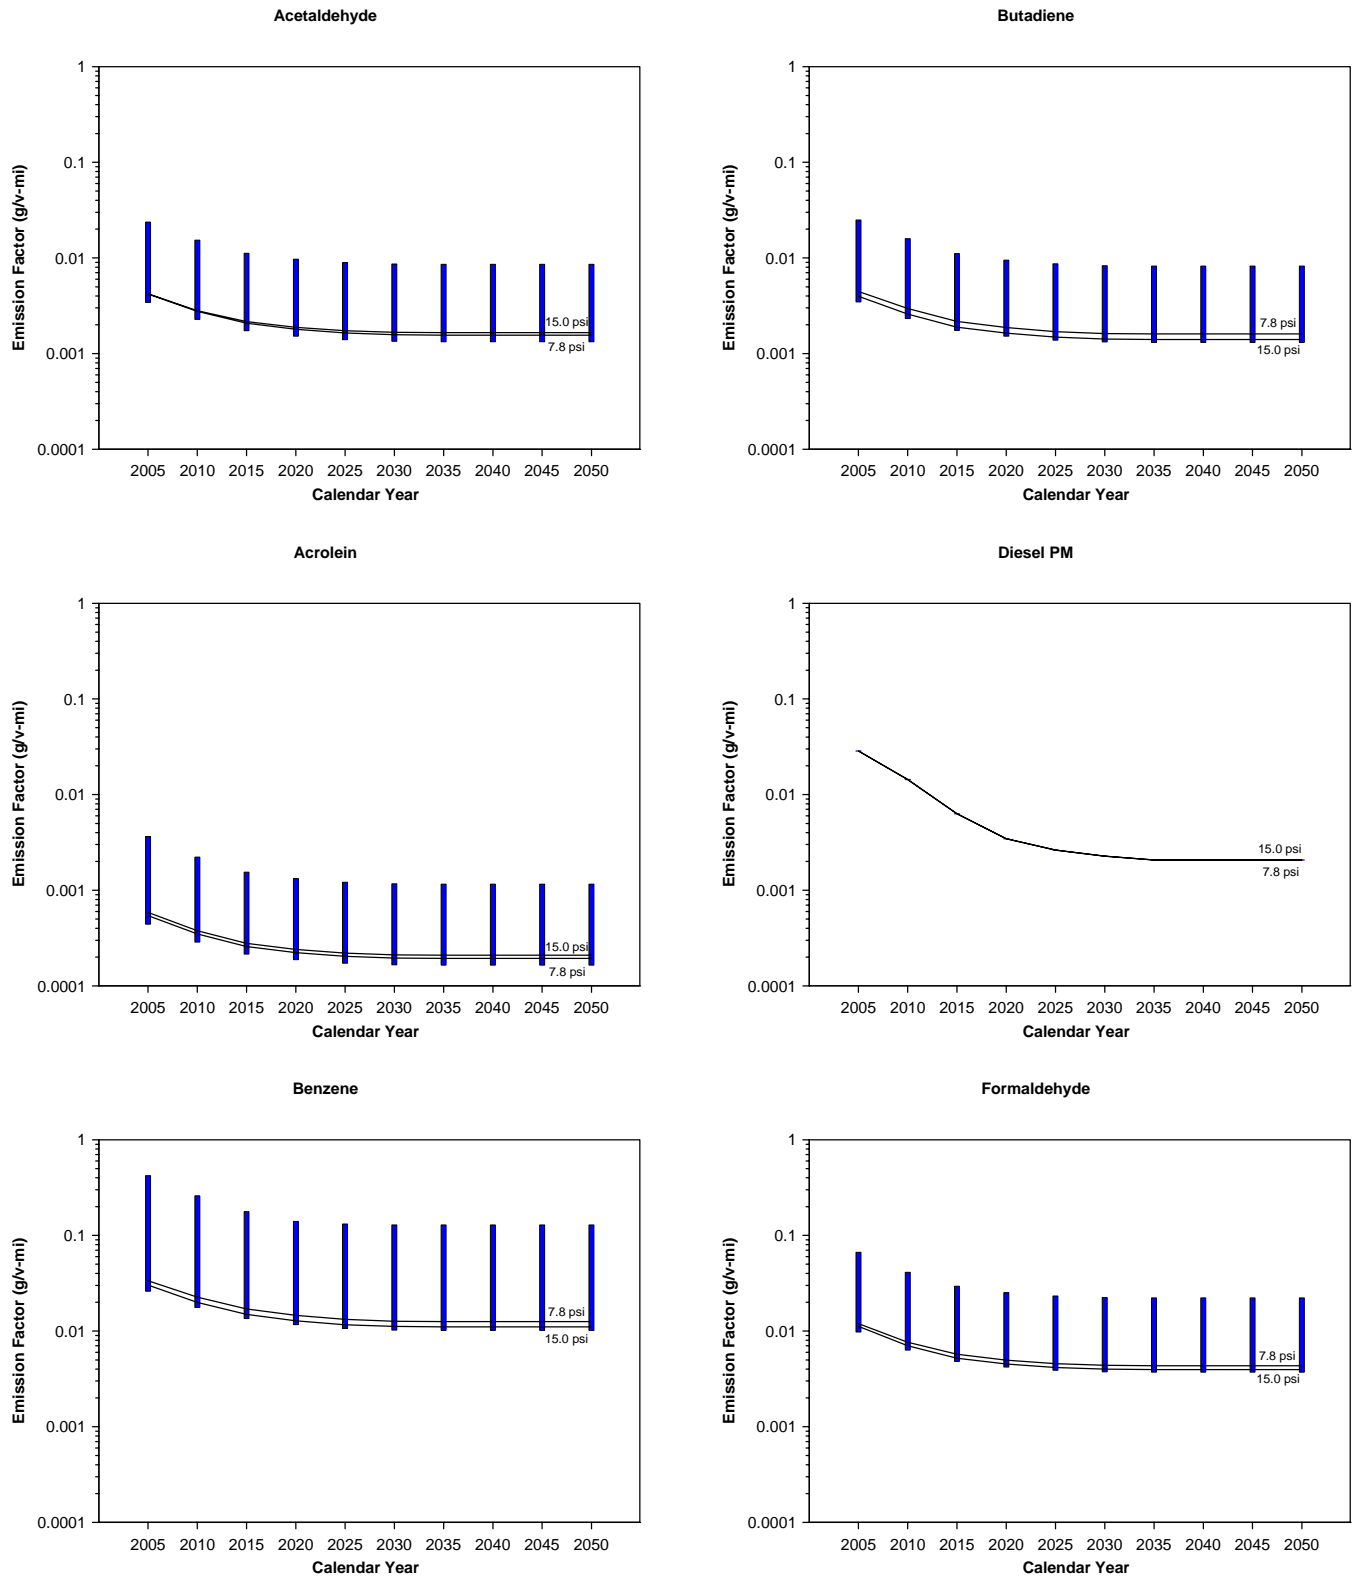 Acetaldehyde
1
0.1
0.01
0.001
0.0001
Emission Factor (g/v-mi)
15.0 psi
7.8 psi
2005 2010 2015 2020 2025 2030 2035 2040 2045 2050
Calendar Year
Butadiene
1
0.1
0.01
0.001
0.0001
Emission Factor (g/v-mi)
7.8 psi
15.0 psi
2005 2010 2015 2020 2025 2030 2035 2040 2045 2050
Calendar Year
Acrolein
1
0.1
0.01
0.001
0.0001
Emission Factor (g/v-mi)
15.0 psi
7.8 psi
2005 2010 2015 2020 2025 2030 2035 2040 2045 2050
Calendar Year
Diesel PM
1
0.1
0.01
0.001
0.0001
Emission Factor (g/v-mi)
15.0 psi
7.8 psi
2005 2010 2015 2020 2025 2030 2035 2040 2045 2050
Calendar Year
Benzene
1
0.1
0.01
0.001
0.0001
Emission Factor (g/v-mi)
7.8 psi
15.0 psi
2005 2010 2015 2020 2025 2030 2035 2040 2045 2050
Calendar Year
Formaldehyde
1
0.1
0.01
0.001
0.0001
Emission Factor (g/v-mi)
7.8 psi
15.0 psi
2005 2010 2015 2020 2025 2030 2035 2040 2045 2050
Calendar Year